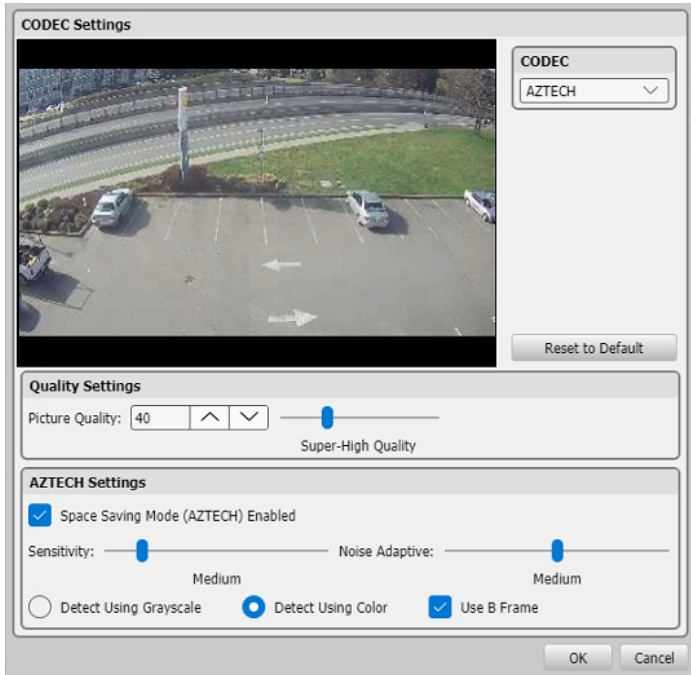 CODEC Settings
CODEC
AZTECH
Reset to Default
Quality Settings
Picture Quality: 40
Super-High Quality
AZTECH Settings
Space Saving Mode (AZTECH) Enabled
Sensitivity: Noise Adaptive:
Medium Medium
Detect Using Grayscale Detect Using Color Use B Frame
OK Cancel